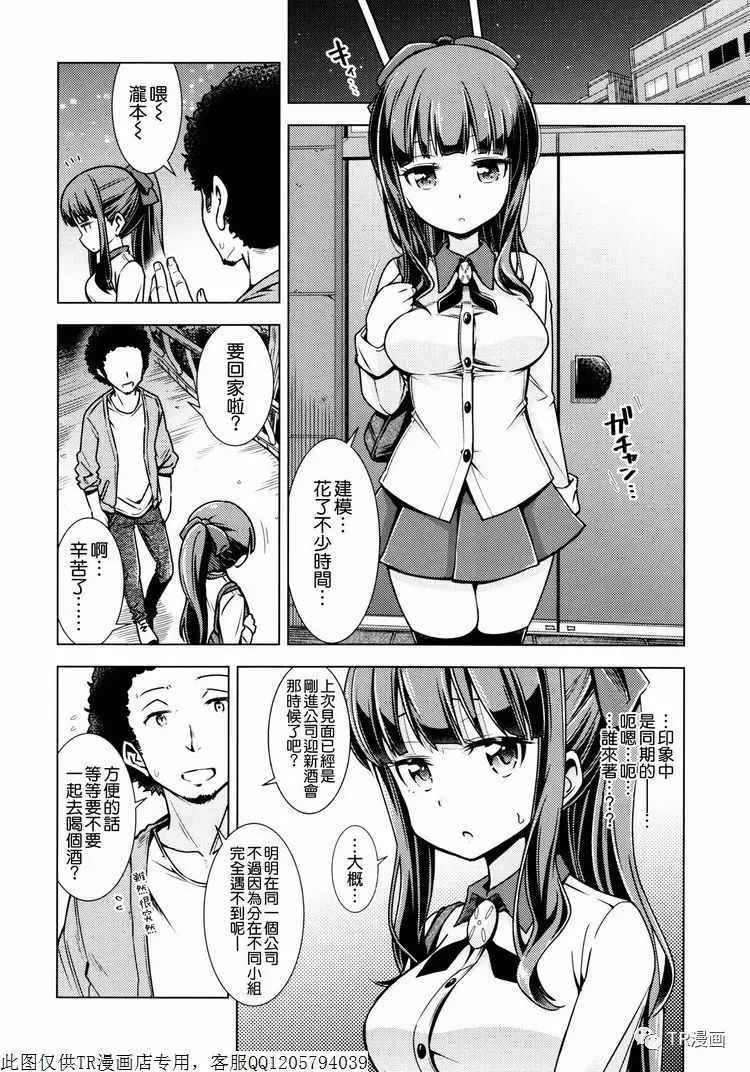 キィ…
ガチャン…
建模…
花了不少時間…
喂～
瀧本～
要回家啦？
啊…
辛苦了……
…印象中
是同期的——
…呃嗯…呃…
…誰來著…？？
上次見面已經是
剛進公司迎新酒會
那時候了吧？
…大概…
明明在同一個公司
不過因為分在不同小組
完全遇不到呢—
方便的話
等等要不要
一起去喝個酒？
雖然很突然
TR漫画
此图仅供TR漫画店专用，客服QQ1205794039